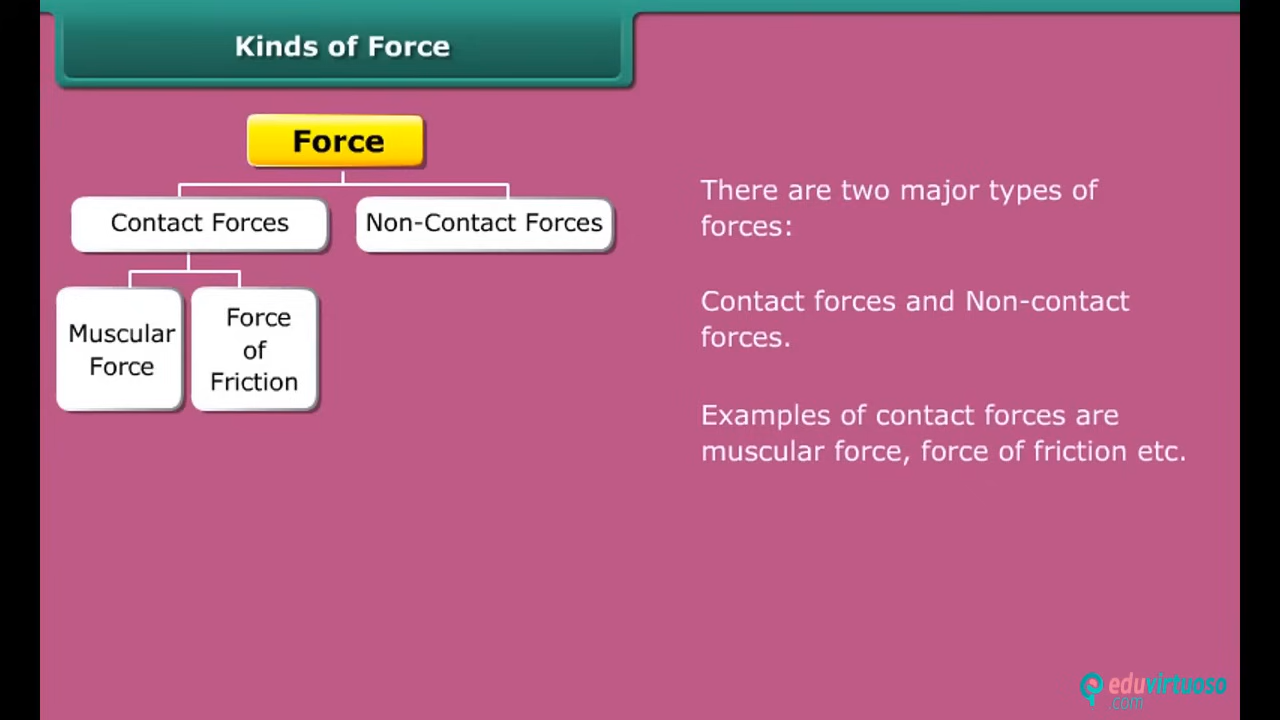 Kinds of Force
Force
Contact Forces
Non-Contact Forces
Muscular
Force
Force
of
Friction
There are two major types of
forces:
Contact forces and Non-contact
forces.
Examples of contact forces are
muscular force, force of friction etc.
eduvirtuoso
.com